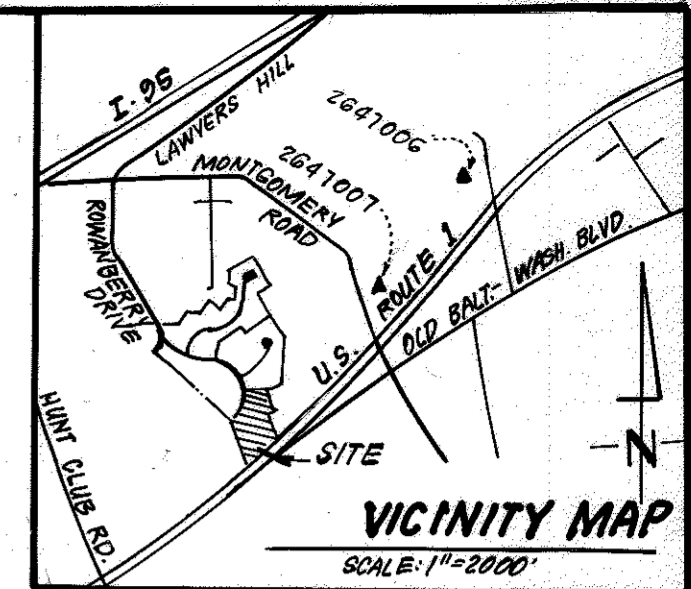 I-95
LAWYERS HILL
2641006
MONTGOMERY
ROAD
2641007
ROWANBERRY
DRIVE
U.S. ROUTE 1
OLD BALT.- WASH. BLVD.
HUNT CLUB RD.
SITE
N
VICINITY MAP
SCALE: 1"=2000'